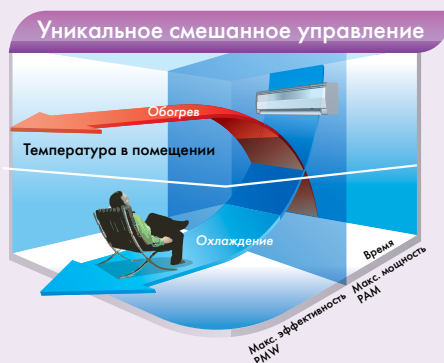 Уникальное смешанное управление
Обогрев
Температура в помещении
Охлаждение
Время
Макс. мощность
PAM
Макс. эффективность
PMW